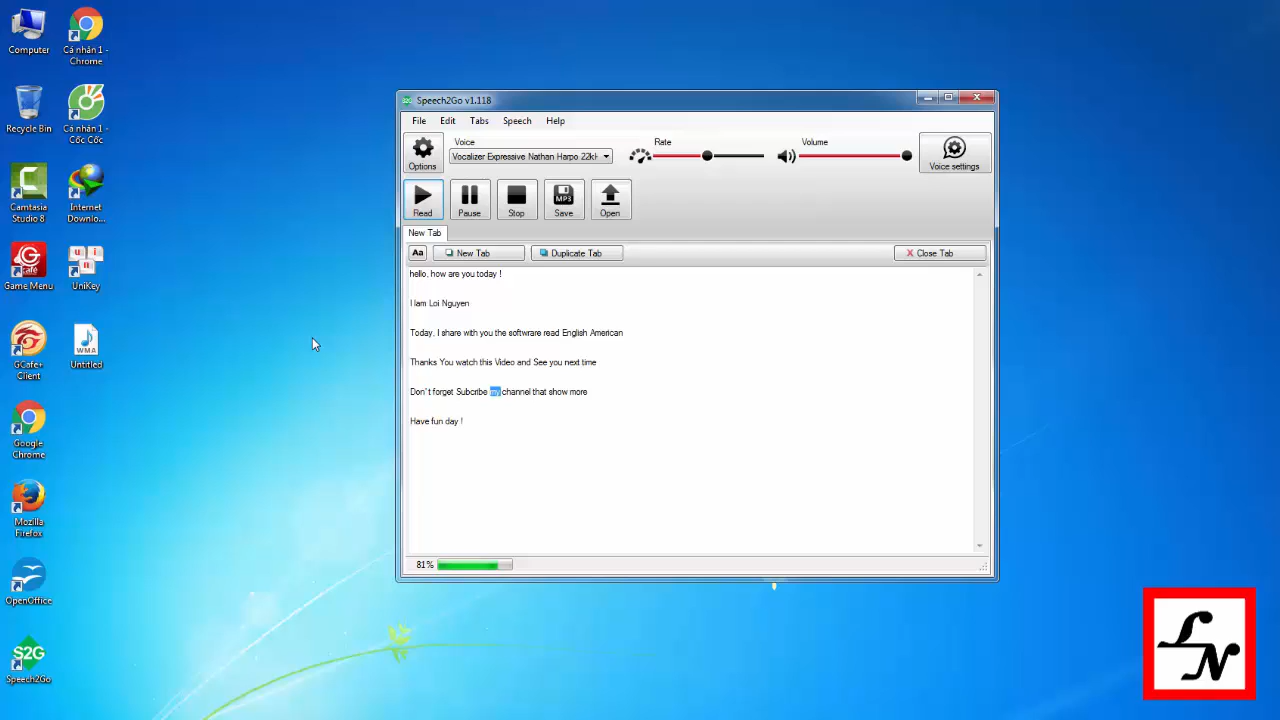 Computer
Cá nhân 1 -
Chrome
Recycle Bin
Cá nhân 1 -
Cốc Cốc
Camtasia
Studio 8
Internet
Downlo...
Game Menu
UniKey
GCafe+
Client
Untitled
Google
Chrome
Mozilla
Firefox
OpenOffice
S2G
Speech2Go
Speech2Go v1.118
File Edit Tabs Speech Help
Options
Voice
Vocalizer Expressive Nathan Harpo 22kH
Rate
Volume
Voice settings
Read
Pause
Stop
MP3
Save
Open
New Tab
Aa New Tab Duplicate Tab X Close Tab
hello, how are you today !
I lam Loi Nguyen
Today, I share with you the software read English American
Thanks You watch this Video and See you next time
Don't forget Subcribe my channel that show more
Have fun day !
81%
LN